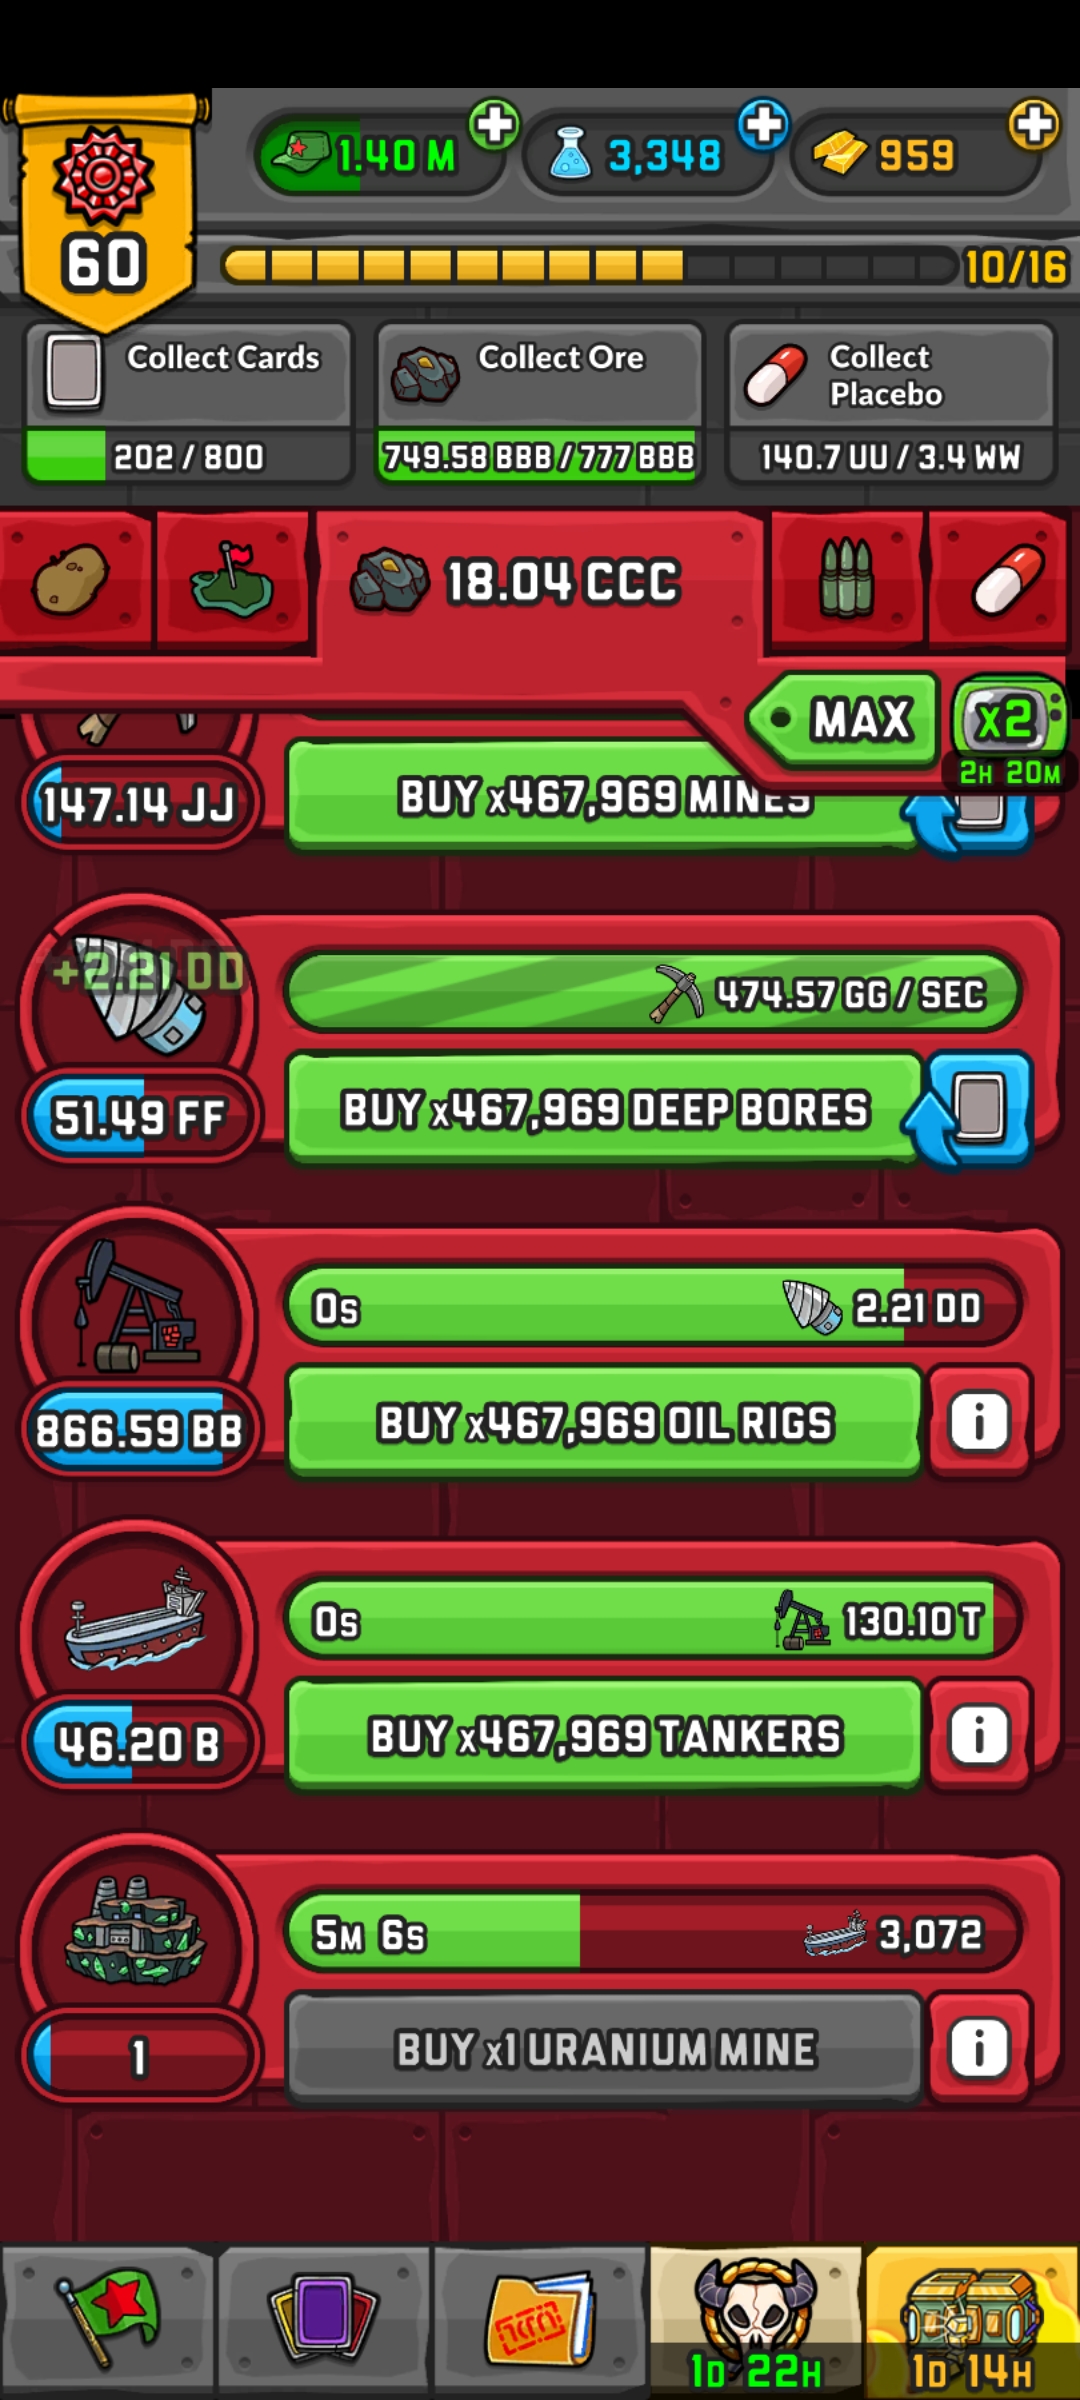 1.40 M
3,348
959
60
10/16
Collect Cards
202 / 800
Collect Ore
749.58 BBB / 777 BBB
Collect
Placebo
140.7 UU / 3.4 WW
18.04 CCC
MAX
x2
2H 20M
147.14 JJ
BUY x467,969 MINES
+2.21 DD
474.57 GG / SEC
51.49 FF
BUY x467,969 DEEP BORES
0s
2.21 DD
866.59 BB
BUY x467,969 OIL RIGS
i
0s
130.10 T
46.20 B
BUY x467,969 TANKERS
i
5M 6s
3,072
1
BUY x1 URANIUM MINE
i
1D 22H
1D 14H